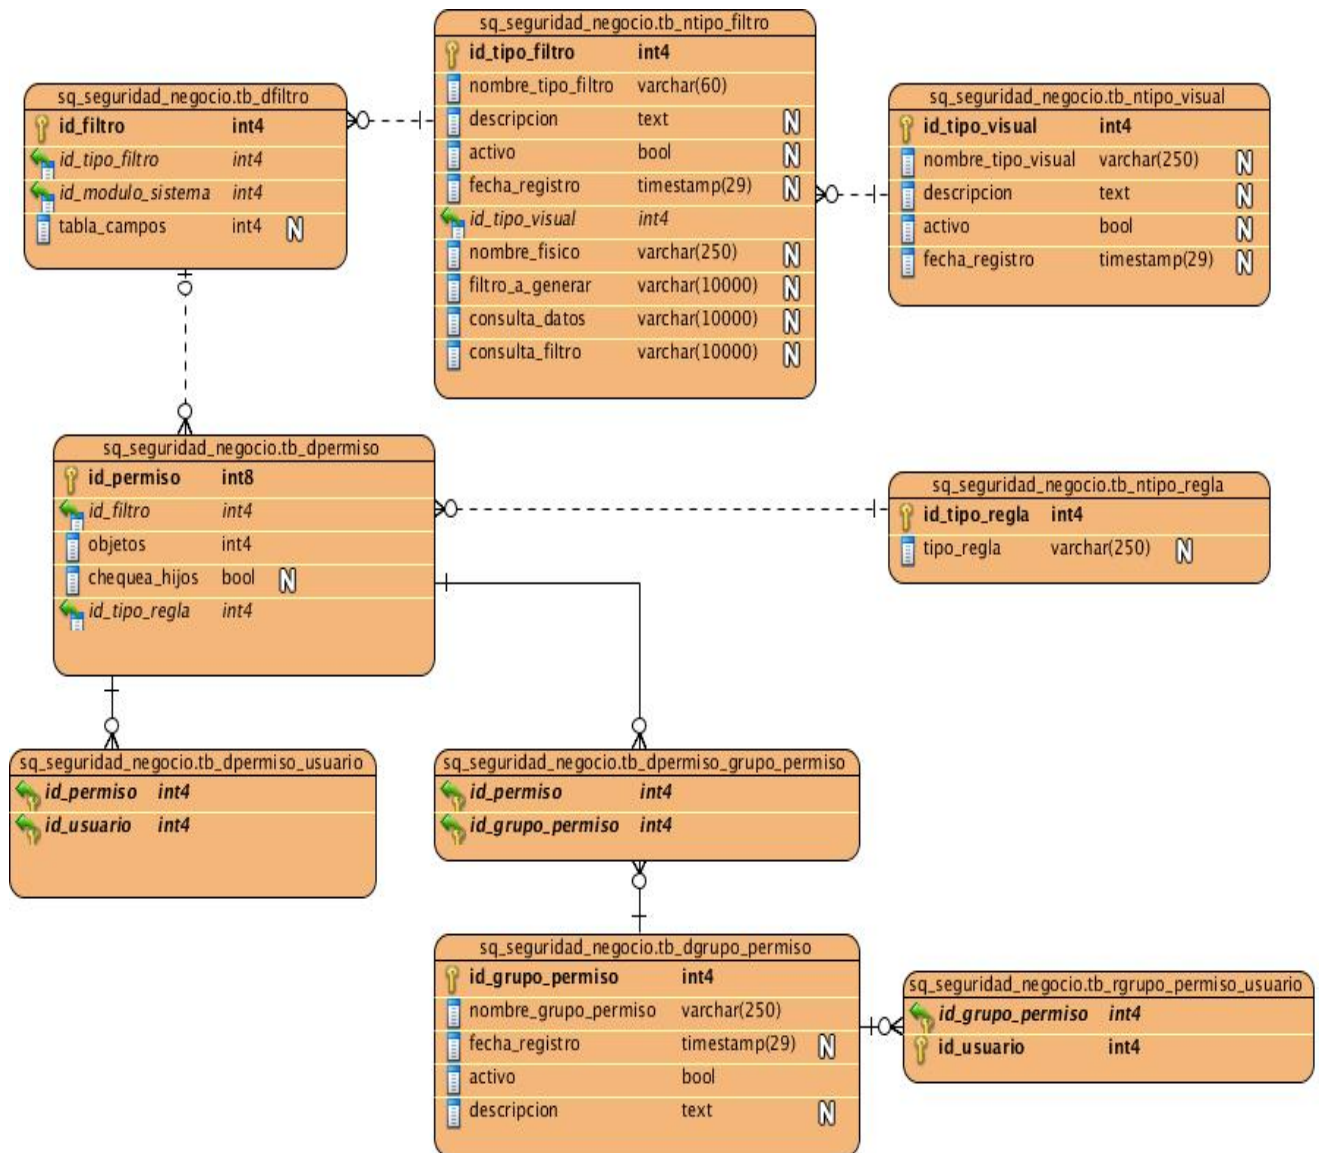 sq_seguridad_negocio.tb_ntipo_filtro
id_tipo_filtro int4
nombre_tipo_filtro varchar(60)
descripcion text N
activo bool N
fecha_registro timestamp(29) N
id_tipo_visual int4
nombre_fisico varchar(250) N
filtro_a_generar varchar(10000) N
consulta_datos varchar(10000) N
consulta_filtro varchar(10000) N
sq_seguridad_negocio.tb_dfiltro
id_filtro int4
id_tipo_filtro int4
id_modulo_sistema int4
tabla_campos int4 N
sq_seguridad_negocio.tb_ntipo_visual
id_tipo_visual int4
nombre_tipo_visual varchar(250) N
descripcion text N
activo bool N
fecha_registro timestamp(29) N
sq_seguridad_negocio.tb_dpermiso
id_permiso int8
id_filtro int4
objetos int4
chequea_hijos bool N
id_tipo_regla int4
sq_seguridad_negocio.tb_ntipo_regla
id_tipo_regla int4
tipo_regla varchar(250) N
sq_seguridad_negocio.tb_dpermiso_usuario
id_permiso int4
id_usuario int4
sq_seguridad_negocio.tb_dpermiso_grupo_permiso
id_permiso int4
id_grupo_permiso int4
sq_seguridad_negocio.tb_dgrupo_permiso
id_grupo_permiso int4
nombre_grupo_permiso varchar(250)
fecha_registro timestamp(29) N
activo bool
descripcion text N
sq_seguridad_negocio.tb_rgrupo_permiso_usuario
id_grupo_permiso int4
id_usuario int4